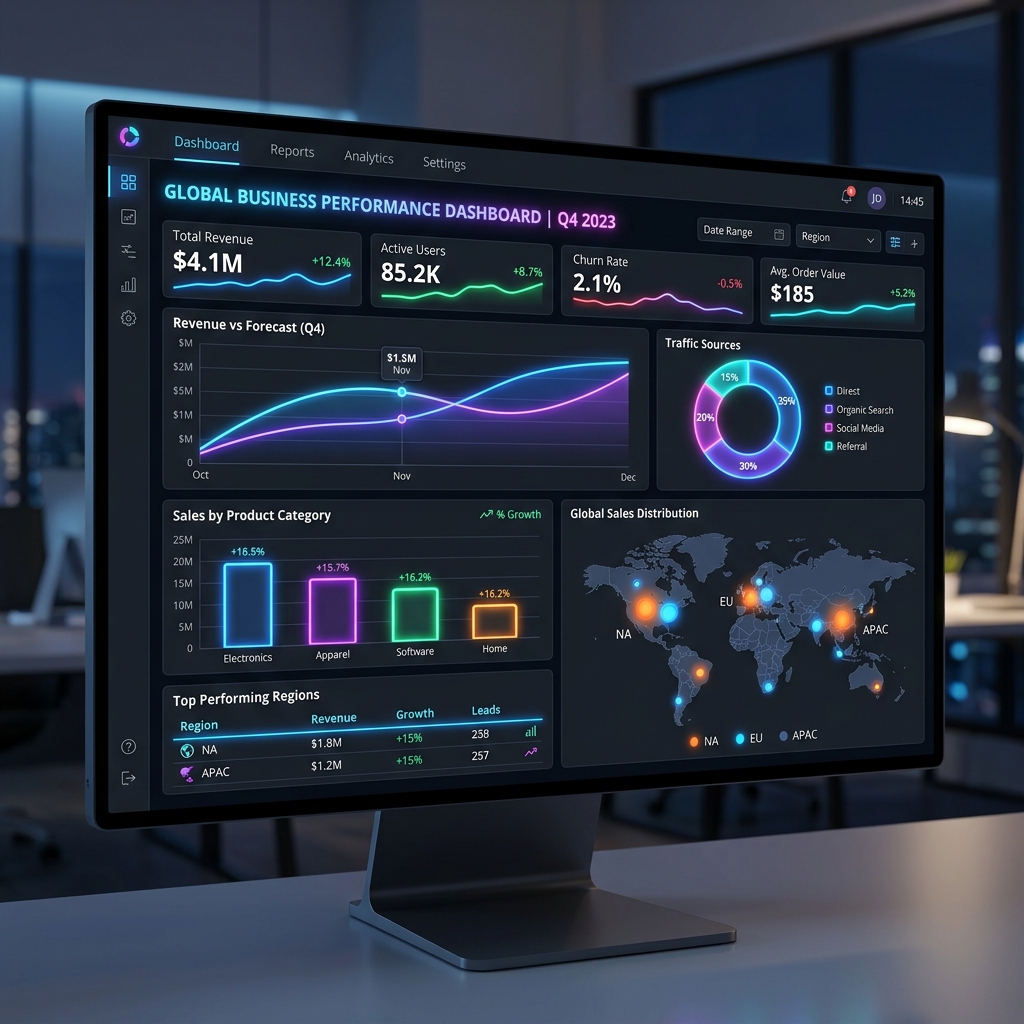 Dashboard Reports Analytics Settings
6 JD 14:45
GLOBAL BUSINESS PERFORMANCE DASHBOARD | Q4 2023
Date Range Region
Total Revenue
$4.1M +12.4%
Active Users
85.2K +8.7%
Churn Rate
2.1% -0.5%
Avg. Order Value
$185 +5.2%
Revenue vs Forecast (Q4)
$M
$2M
$5M
$1M
$M
0
$1.5M
Nov
Oct Nov Dec
Traffic Sources
15%
39%
20%
30%
Direst
Organic Search
Social Media
Referral
Sales by Product Category
% Growth
25M
20M
15M
10M
5M
0
+18.5%
+15.7%
+16.2%
+16.2%
Electronics Apparel Software Home
Global Sales Distribution
EU
NA
APAC
NA EU APAC
Top Performing Regions
Region Revenue Growth Leads
NA $1.8M +15% 258
APAC $1.2M +15% 257